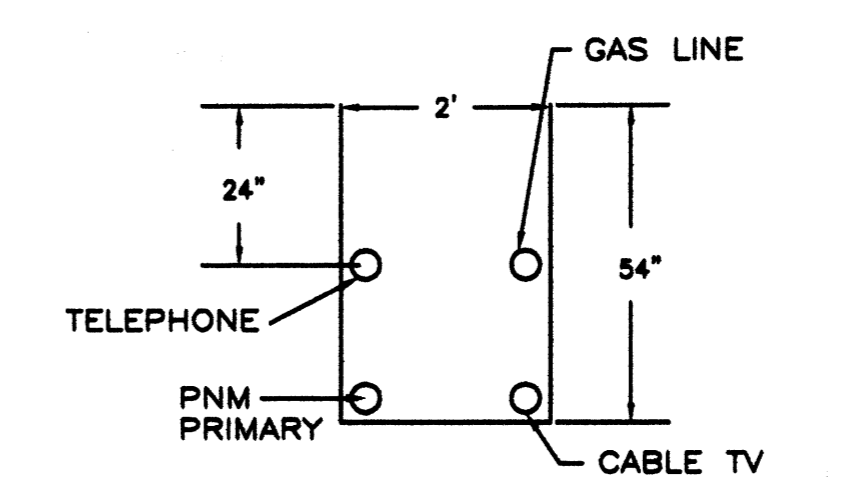 GAS LINE
2'
24"
54"
TELEPHONE
PNM
PRIMARY
CABLE TV